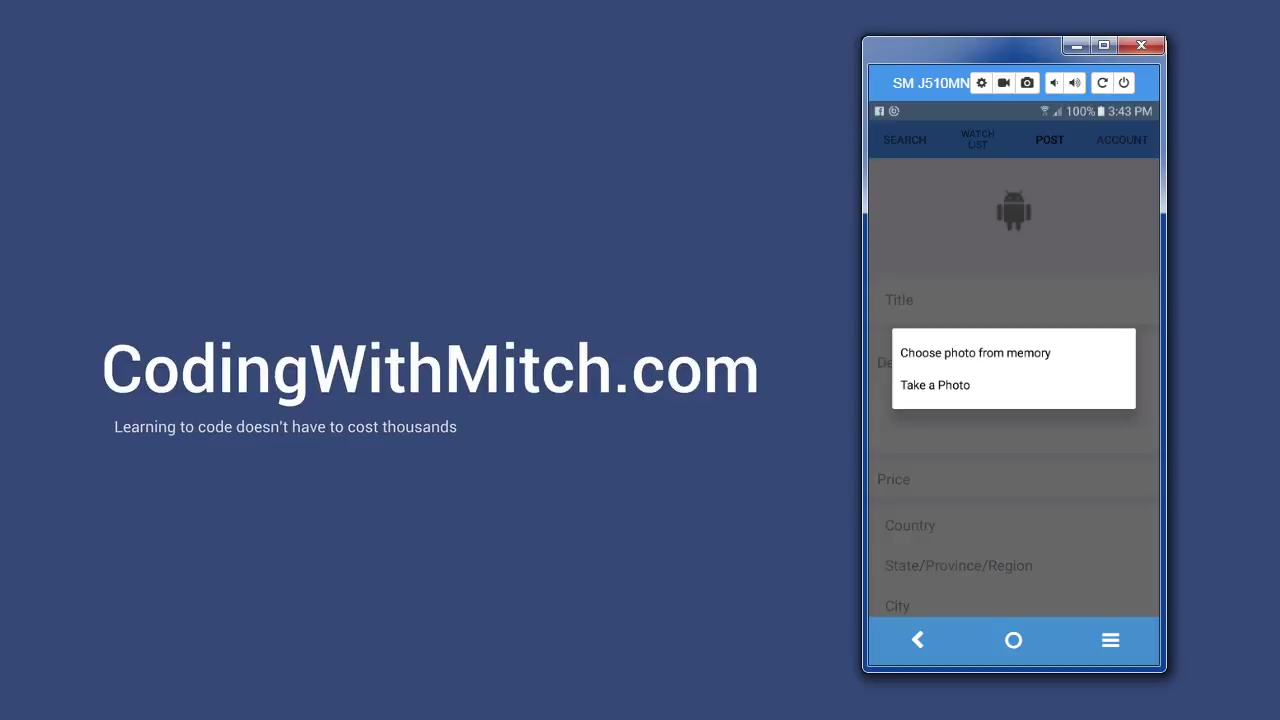 CodingWithMitch.com
Learning to code doesn't have to cost thousands
SM J510MN
100% 3:43 PM
SEARCH
WATCH
LIST
POST
ACCOUNT
Title
Choose photo from memory
De
Take a Photo
Price
Country
State/Province/Region
City